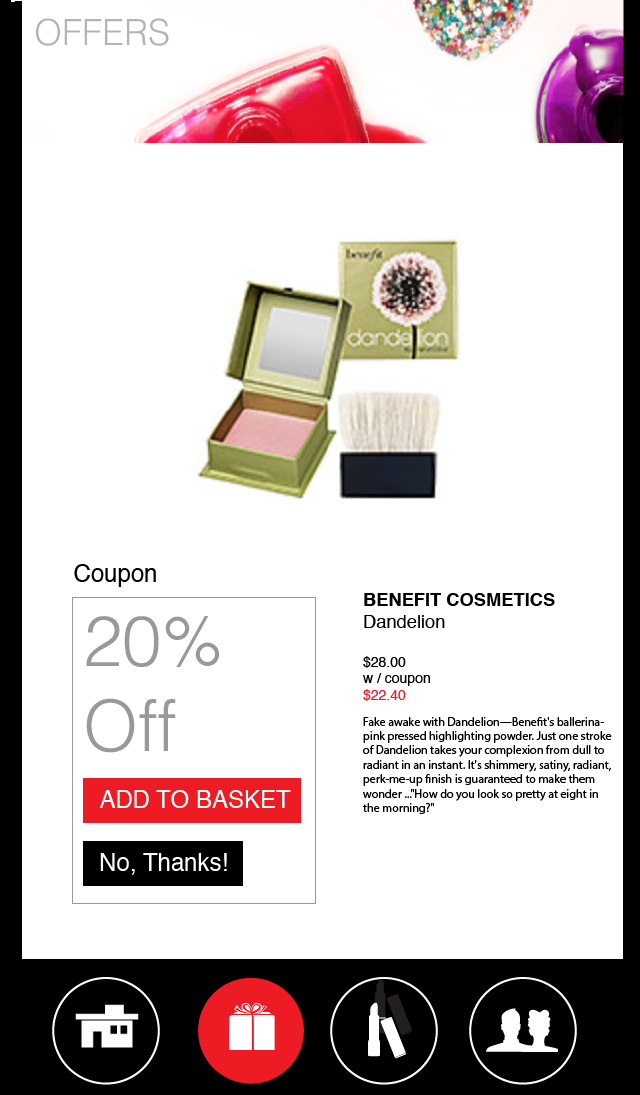 OFFERS
benefit
dandelion
Coupon
20%
Off
ADD TO BASKET
No, Thanks!
BENEFIT COSMETICS
Dandelion
$28.00
w / coupon
$22.40
Fake awake with Dandelion—Benefit's ballerina-
pink pressed highlighting powder. Just one stroke
of Dandelion takes your complexion from dull to
radiant in an instant. It's shimmery, satiny, radiant,
perk-me-up finish is guaranteed to make them
wonder ..."How do you look so pretty at eight in
the morning?"